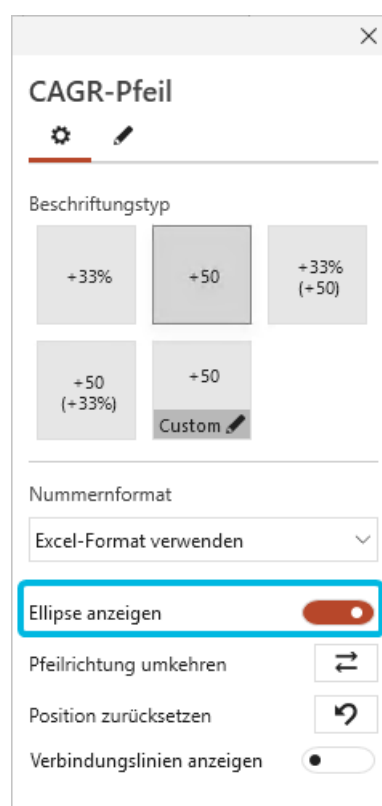 CAGR-Pfeil
Beschriftungstyp
+33%
+50
+33%
(+50)
+50
(+33%)
+50
Custom
Nummernformat
Excel-Format verwenden
Ellipse anzeigen
Pfeilrichtung umkehren
Position zurücksetzen
Verbindungslinien anzeigen